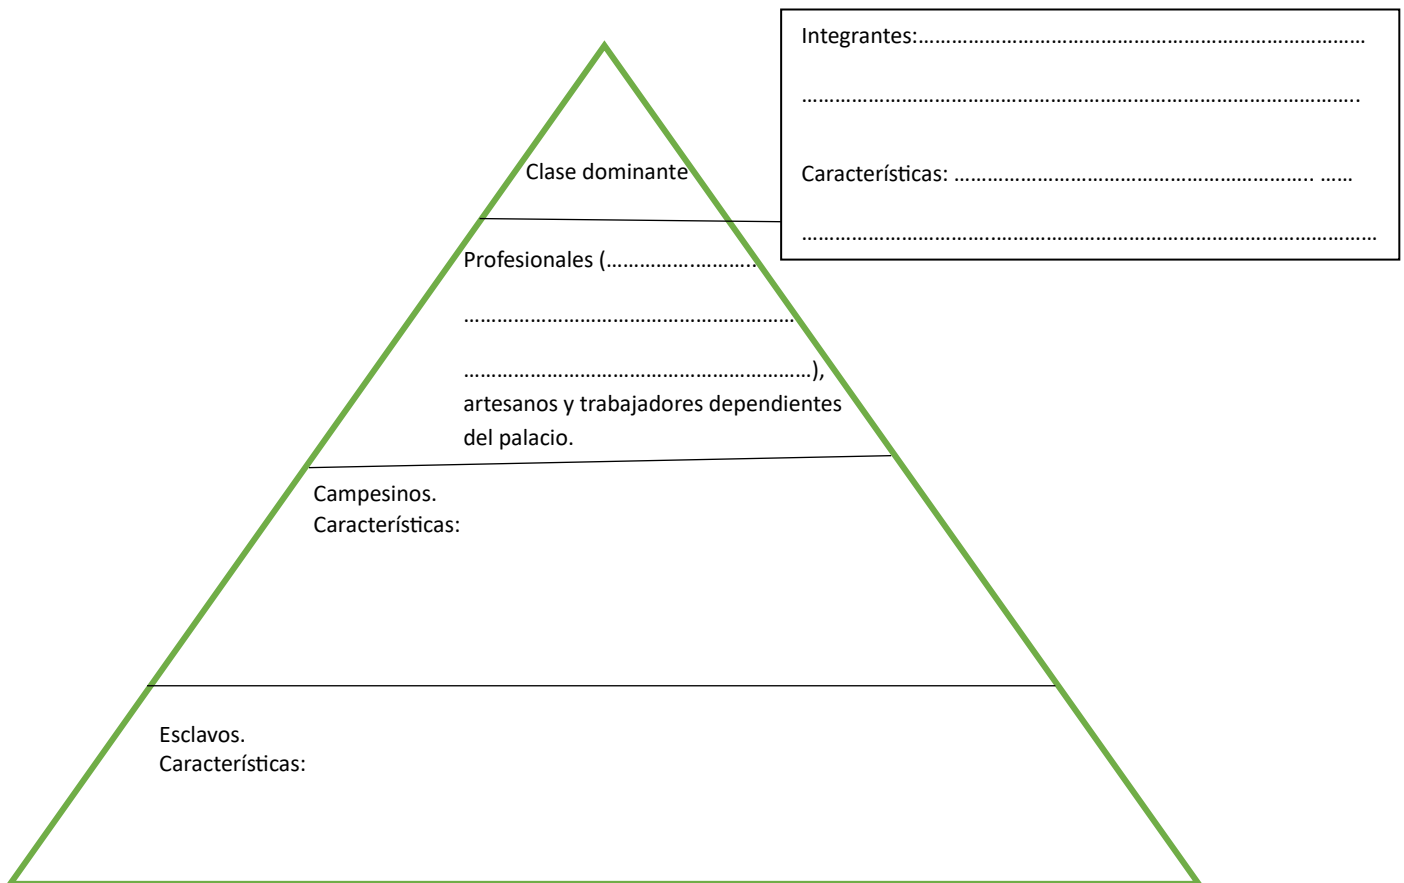 Integrantes:………………………………………………………………………
………………………………………………………………………………………..
Características: ……………………………………………………….. ……
……………………………………………………………………………………………
Clase dominante
Profesionales (………………………
……………………………………………………
………………………………………………………),
artesanos y trabajadores dependientes
del palacio.
Campesinos.
Características:
Esclavos.
Características: